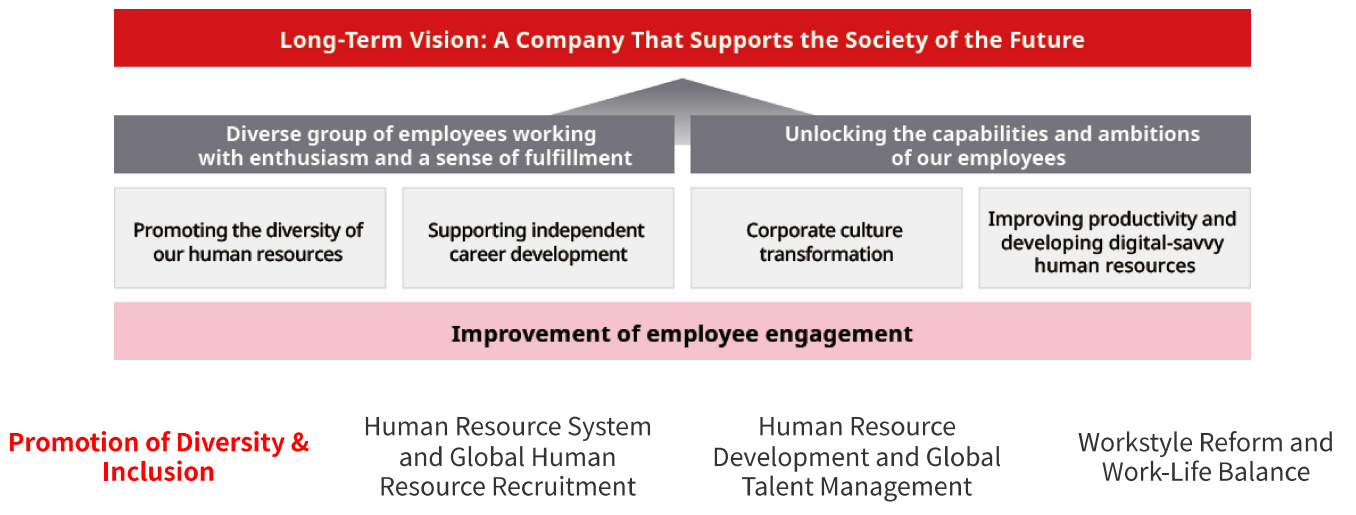 Long-Term Vision: A Company That Supports the Society of the Future
Diverse group of employees working
with enthusiasm and a sense of fulfillment
Unlocking the capabilities and ambitions
of our employees
Promoting the diversity of
our human resources
Supporting independent
career development
Corporate culture
transformation
Improving productivity and
developing digital-savvy
human resources
Improvement of employee engagement
Promotion of Diversity &
Inclusion
Human Resource System
and Global Human
Resource Recruitment
Human Resource
Development and Global
Talent Management
Workstyle Reform and
Work-Life Balance